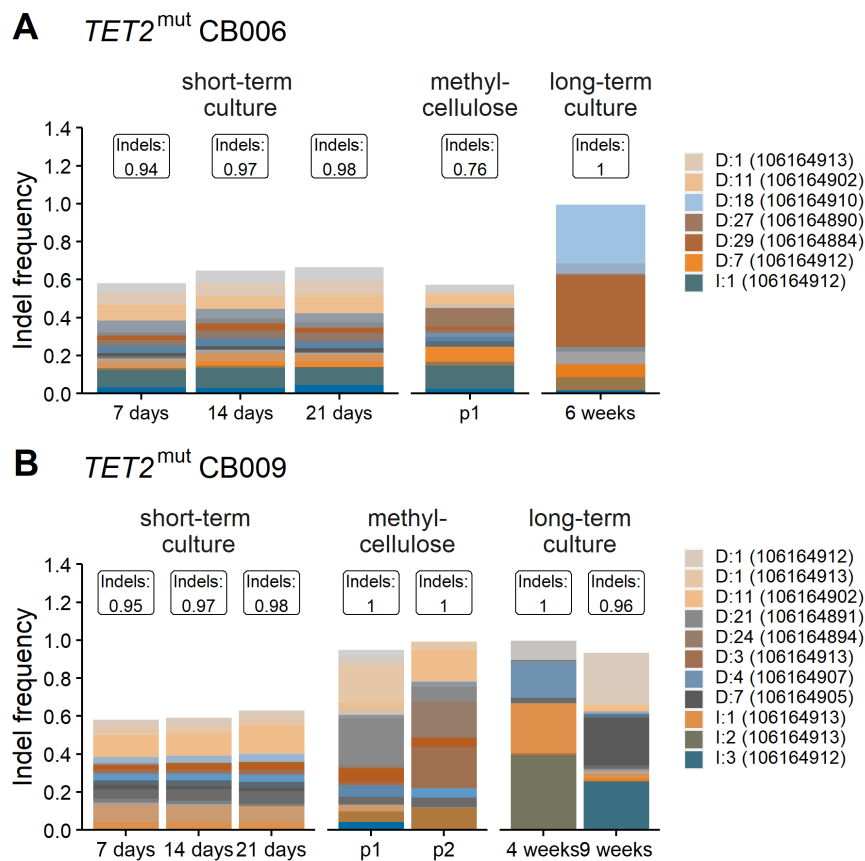 A
TET2mut CB006
short-term
culture
methyl-
cellulose
long-term
culture
Indels:
0.94
Indels:
0.97
Indels:
0.98
Indels:
0.76
Indels:
1
Indel frequency
1.4
1.2
1.0
0.8
0.6
0.4
0.2
0.0
7 days
14 days
21 days
p1
6 weeks
D:1 (106164913)
D:11 (106164902)
D:18 (106164910)
D:27 (106164890)
D:29 (106164884)
D:7 (106164912)
I:1 (106164912)
B
TET2mut CB009
short-term
culture
methyl-
cellulose
long-term
culture
Indels:
0.95
Indels:
0.97
Indels:
0.98
Indels:
1
Indels:
1
Indels:
1
Indels:
0.96
Indel frequency
1.4
1.2
1.0
0.8
0.6
0.4
0.2
0.0
7 days
14 days
21 days
p1
p2
4 weeks
9 weeks
D:1 (106164912)
D:1 (106164913)
D:11 (106164902)
D:21 (106164891)
D:24 (106164894)
D:3 (106164913)
D:4 (106164907)
D:7 (106164905)
I:1 (106164913)
I:2 (106164913)
I:3 (106164912)